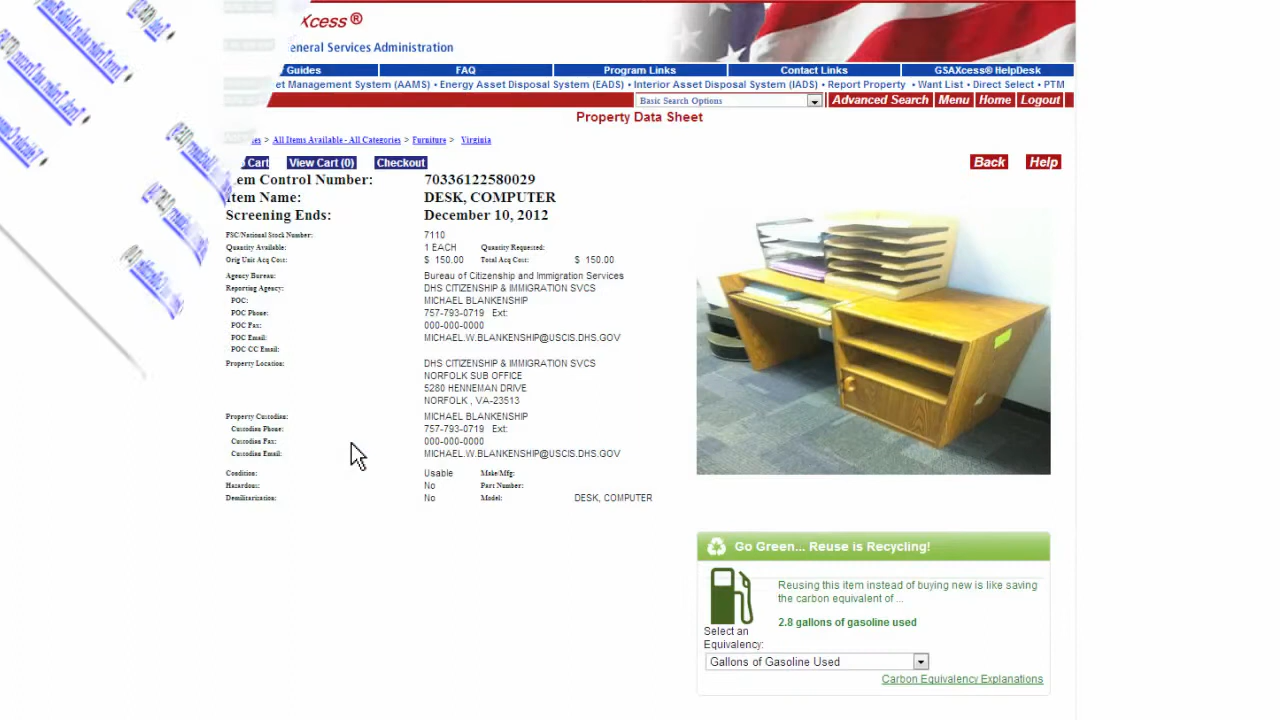 Xcess ®
eneral Services Administration
Guides FAQ Program Links Contact Links GSAXcess® HelpDesk
et Management System (AAMS) • Energy Asset Disposal System (EADS) • Interior Asset Disposal System (IADS) • Report Property • Want List • Direct Select • PTM
Basic Search Options Advanced Search Menu Home Logout
Property Data Sheet
> All Items Available - All Categories > Furniture > Virginia
Cart View Cart (0) Checkout Back Help
em Control Number: 70336122580029
Item Name: DESK, COMPUTER
Screening Ends: December 10, 2012
FSC/National Stock Number: 7110
Quantity Available: 1 EACH Quantity Requested:
Orig Unit Acq Cost: $ 150.00 Total Acq Cost: $ 150.00
Agency Bureau: Bureau of Citizenship and Immigration Services
Reporting Agency: DHS CITIZENSHIP & IMMIGRATION SVCS
POC: MICHAEL BLANKENSHIP
POC Phone: 757-793-0719 Ext:
POC Fax: 000-000-0000
POC Email: MICHAEL.W.BLANKENSHIP@USCIS.DHS.GOV
POC CC Email:
Property Location: DHS CITIZENSHIP & IMMIGRATION SVCS
NORFOLK SUB OFFICE
5280 HENNEMAN DRIVE
NORFOLK , VA-23513
Property Custodian: MICHAEL BLANKENSHIP
Custodian Phone: 757-793-0719 Ext:
Custodian Fax: 000-000-0000
Custodian Email: MICHAEL.W.BLANKENSHIP@USCIS.DHS.GOV
Condition: Usable Make/Mfg:
Hazardous: No Part Number:
Demilitarization: No Model: DESK, COMPUTER
Go Green... Reuse is Recycling!
Reusing this item instead of buying new is like saving
the carbon equivalent of ...
2.8 gallons of gasoline used
Select an
Equivalency:
Gallons of Gasoline Used
Carbon Equivalency Explanations